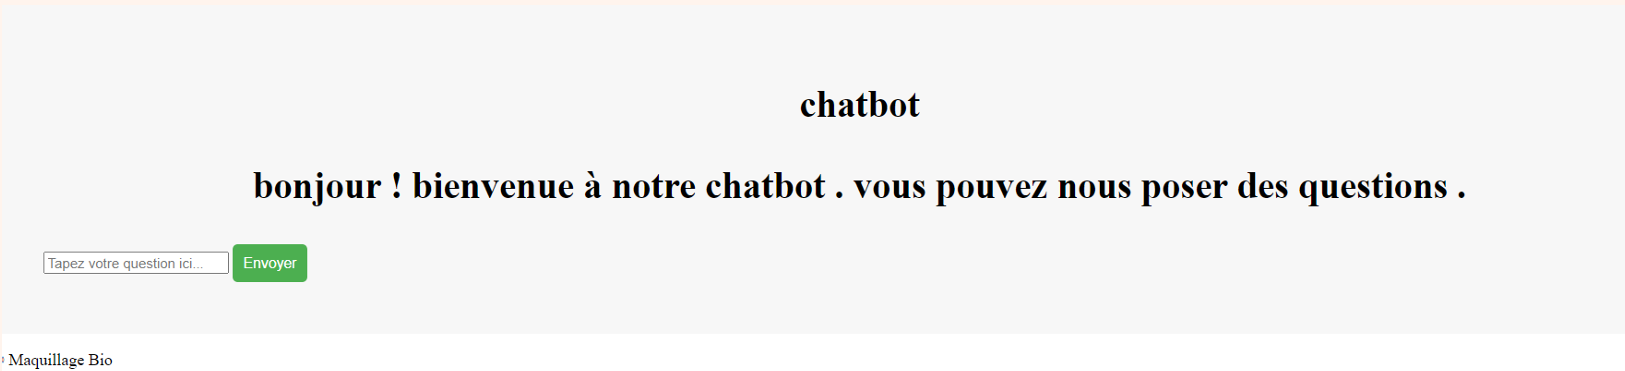 chatbot
bonjour ! bienvenue à notre chatbot . vous pouvez nous poser des questions .
Tapez votre question ici... Envoyer
Maquillage Bio